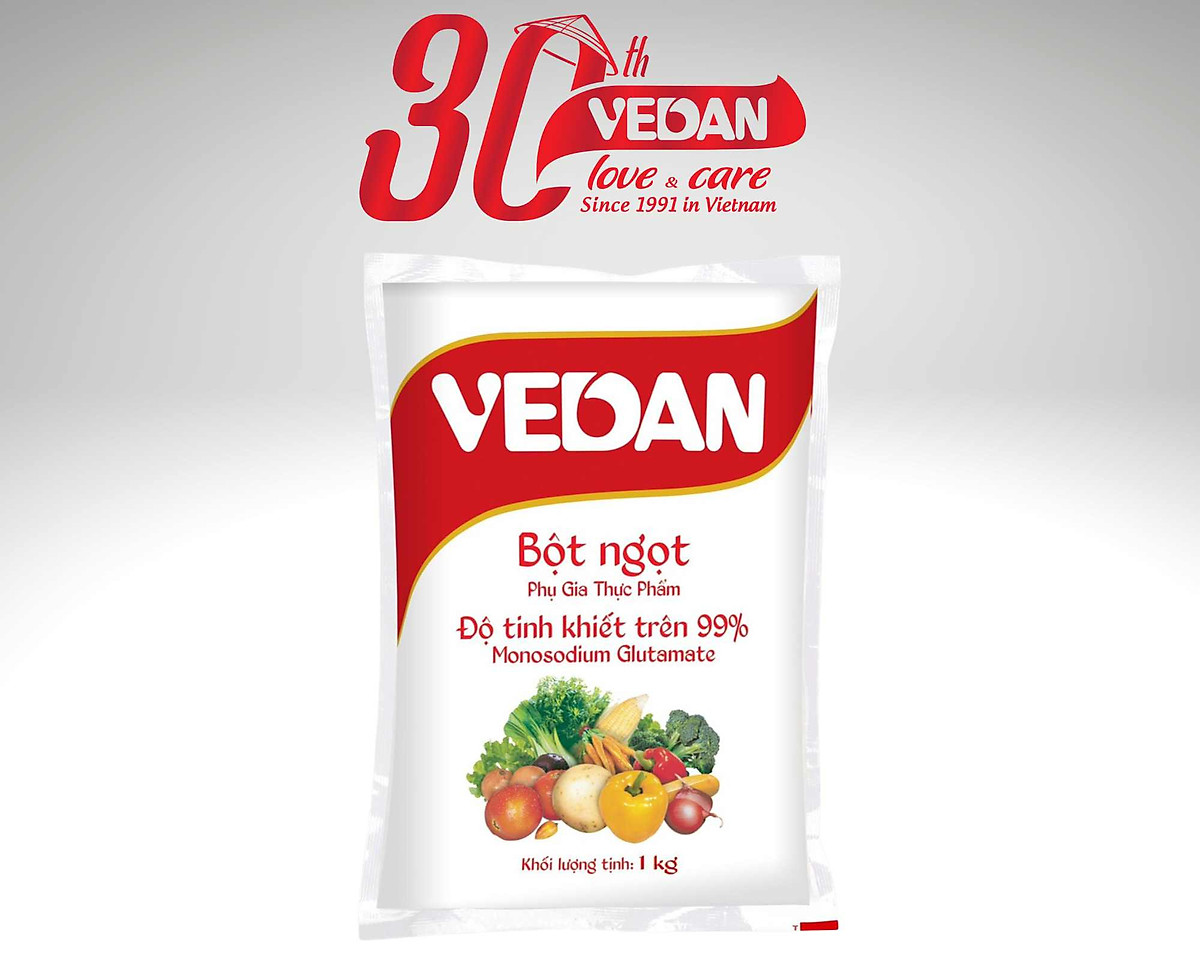 30th
VEDAN
love & care
Since 1991 in Vietnam
VEDAN
Bột ngọt
Phụ Gia Thực Phẩm
Độ tinh khiết trên 99%
Monosodium Glutamate
Khối lượng tịnh: 1 kg
T